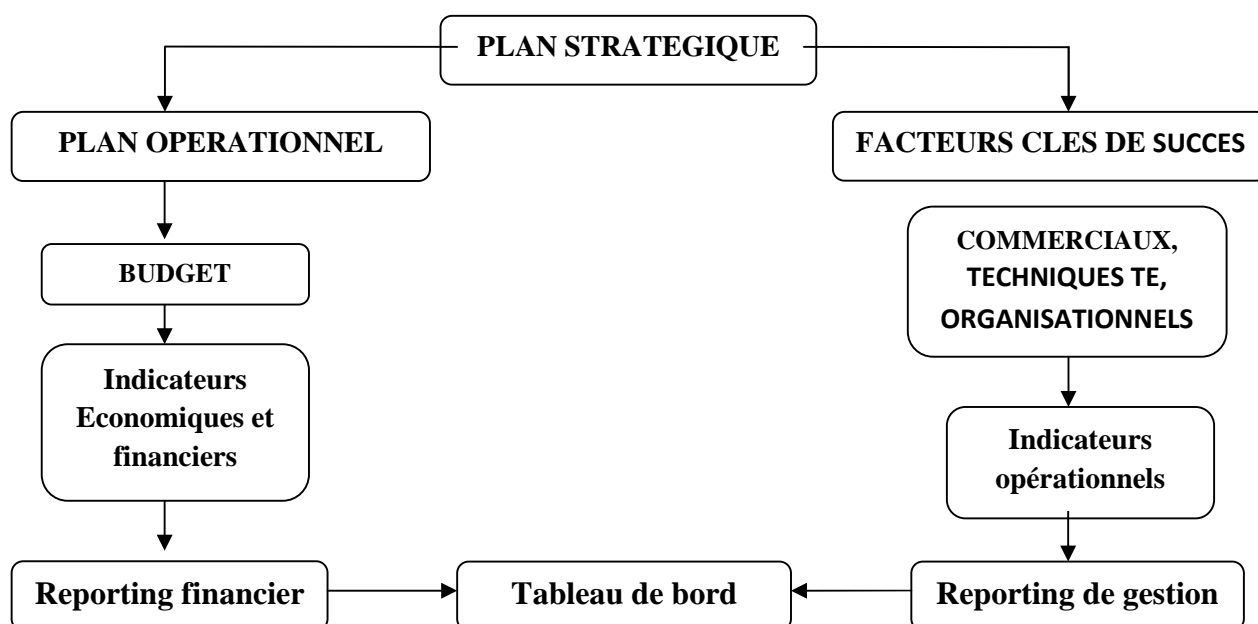 PLAN STRATEGIQUE
PLAN OPERATIONNEL
FACTEURS CLES DE SUCCES
BUDGET
COMMERCIAUX,
TECHNIQUES TE,
ORGANISATIONNELS
Indicateurs
Economiques et
financiers
Indicateurs
opérationnels
Reporting financier
Tableau de bord
Reporting de gestion